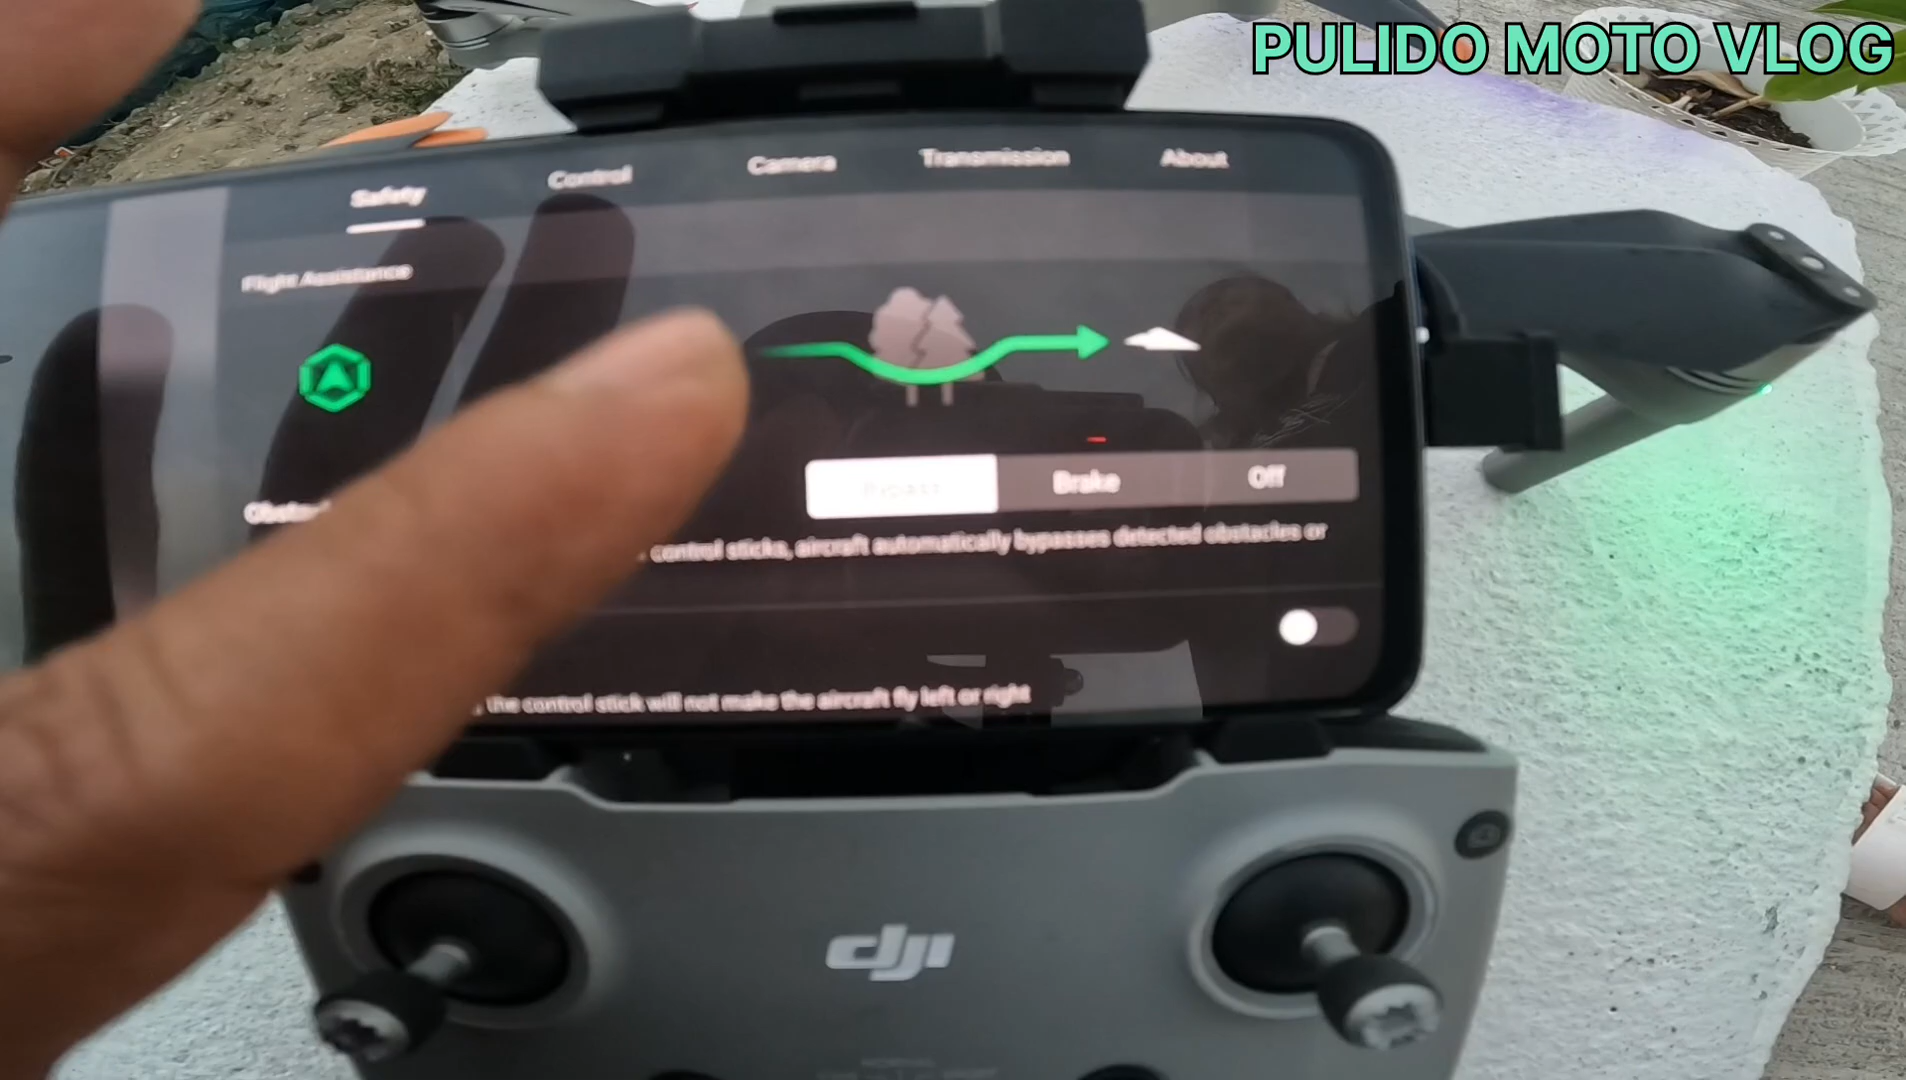 PULIDO MOTO VLOG
Safety Control Camera Transmission About
Flight Assistance
Bypass Brake Off
control sticks, aircraft automatically bypasses detected obstacles or
, the control stick will not make the aircraft fly left or right
dji